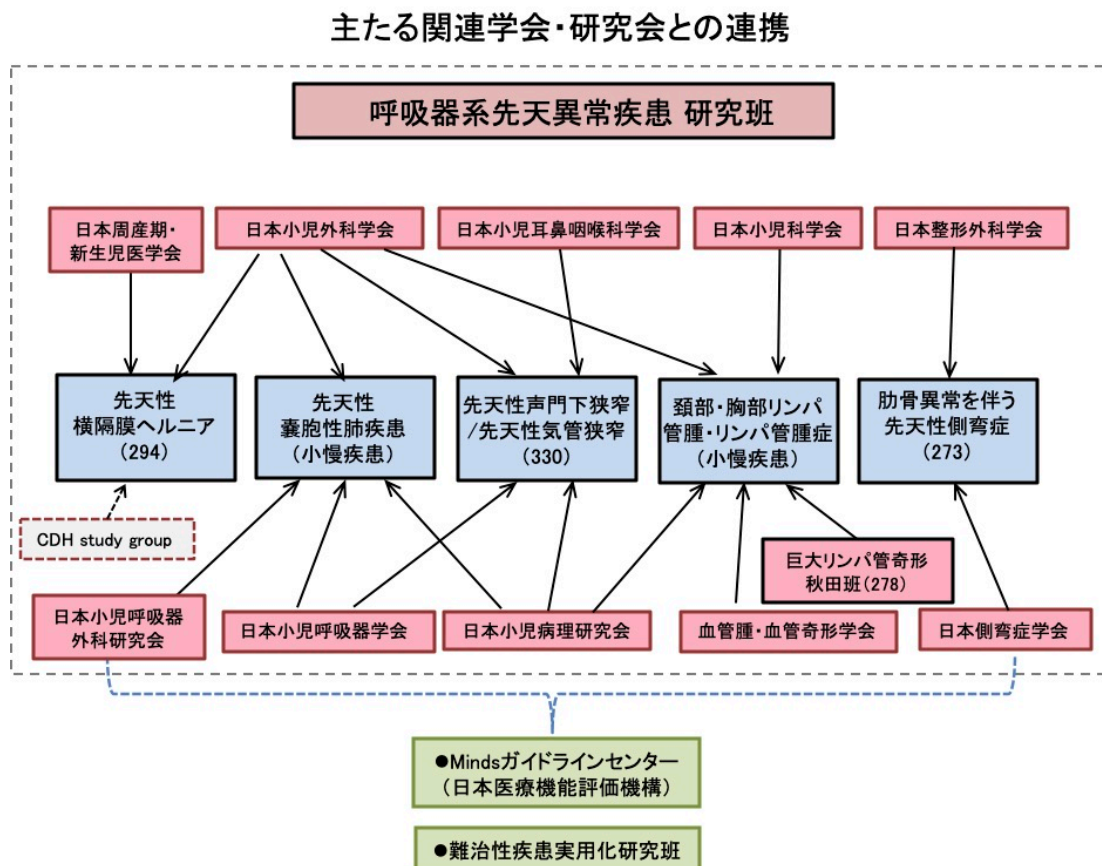 主たる関連学会・研究会との連携
呼吸器系先天異常疾患 研究班
日本周産期・
新生児医学会
日本小児外科学会
日本小児耳鼻咽喉科学会
日本小児科学会
日本整形外科学会
先天性
横隔膜ヘルニア
(294)
先天性
嚢胞性肺疾患
(小慢疾患)
先天性声門下狭窄
/先天性気管狭窄
(330)
頚部・胸部リンパ
管腫・リンパ管腫症
(小慢疾患)
肋骨異常を伴う
先天性側弯症
(273)
CDH study group
巨大リンパ管奇形
秋田班(278)
日本小児呼吸器
外科研究会
日本小児呼吸器学会
日本小児病理研究会
血管腫・血管奇形学会
日本側弯症学会
●Mindsガイドラインセンター
(日本医療機能評価機構)
●難治性疾患実用化研究班